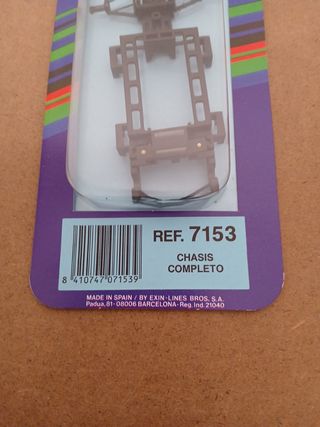 REF. 7153
CHASIS
COMPLETO
8 410747 071539
MADE IN SPAIN / BY EXIN-LINES BROS. S.A.
Padua, 81-08006 BARCELONA-Reg. Ind. 21040